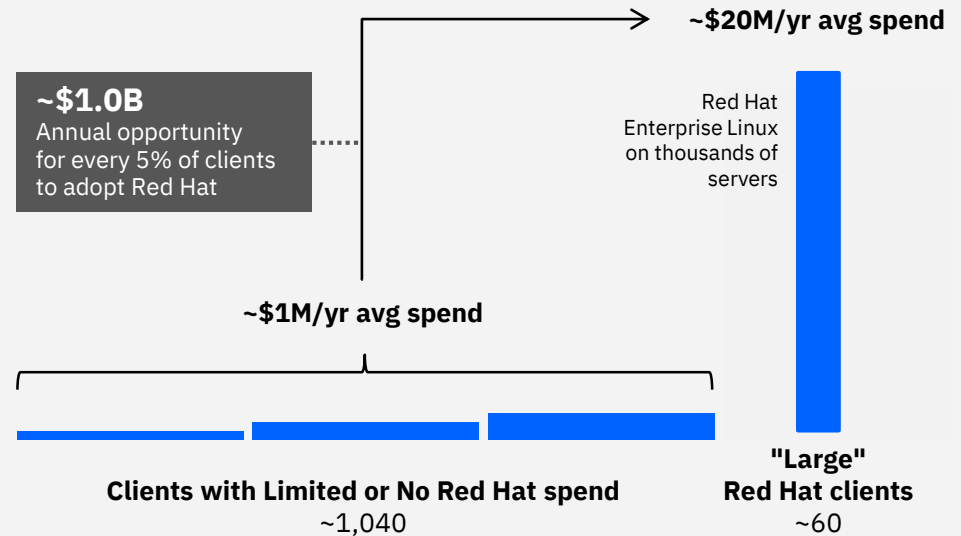 ~$20M/yr avg spend
~$1.0B
Annual opportunity
for every 5% of clients
to adopt Red Hat
Red Hat
Enterprise Linux
on thousands of
servers
~$1M/yr avg spend
Clients with Limited or No Red Hat spend
~1,040
"Large"
Red Hat clients
~60